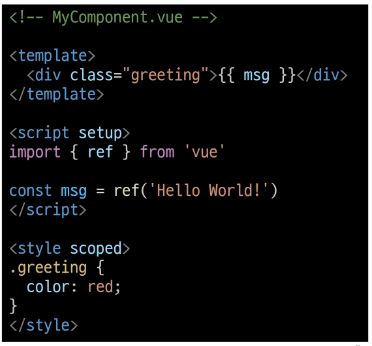 <!-- MyComponent.vue -->

<template>
  <div class="greeting">{{ msg }}</div>
</template>

<script setup>
import { ref } from 'vue'

const msg = ref('Hello World!')
</script>

<style scoped>
.greeting {
  color: red;
}
</style>